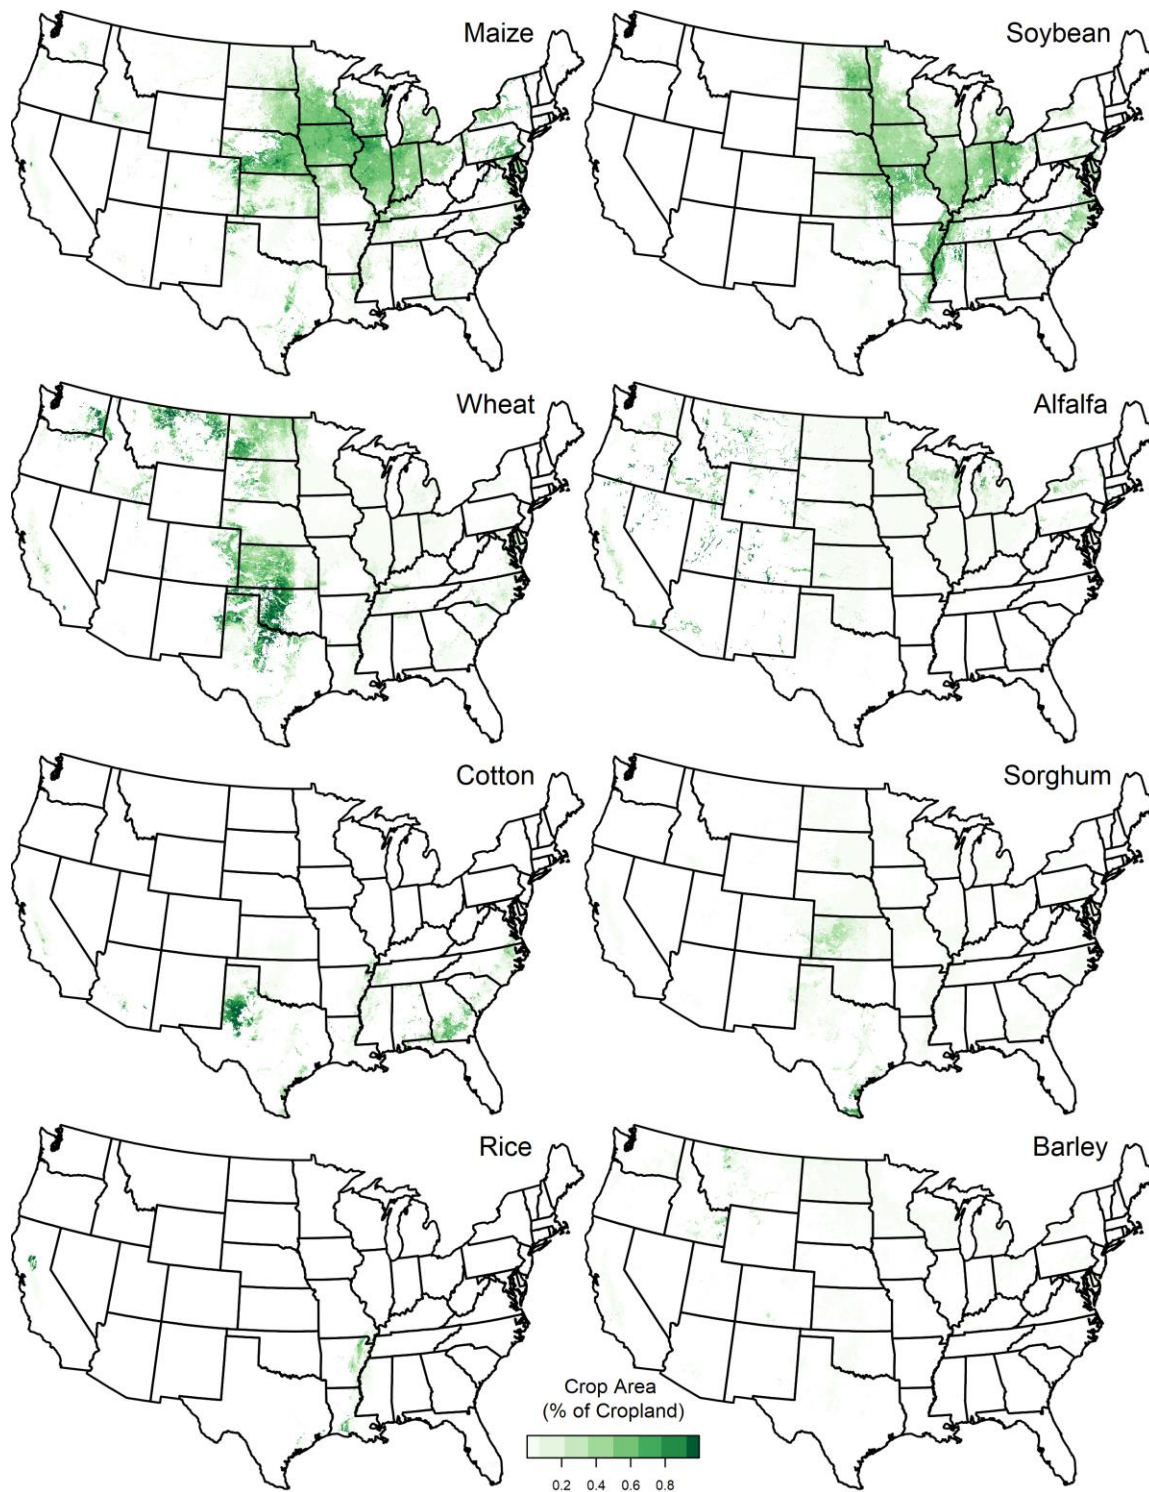 Maize
Soybean
Wheat
Alfalfa
Cotton
Sorghum
Rice
Barley
Crop Area
(% of Cropland)
0.2 0.4 0.6 0.8